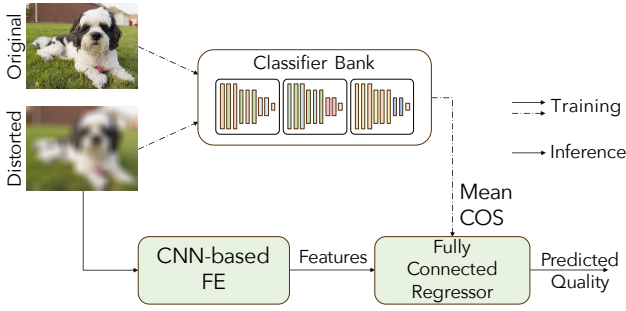 Original
Distorted
Classifier Bank
Training
Inference
Mean
COS
CNN-based
FE
Features
Fully
Connected
Regressor
Predicted
Quality